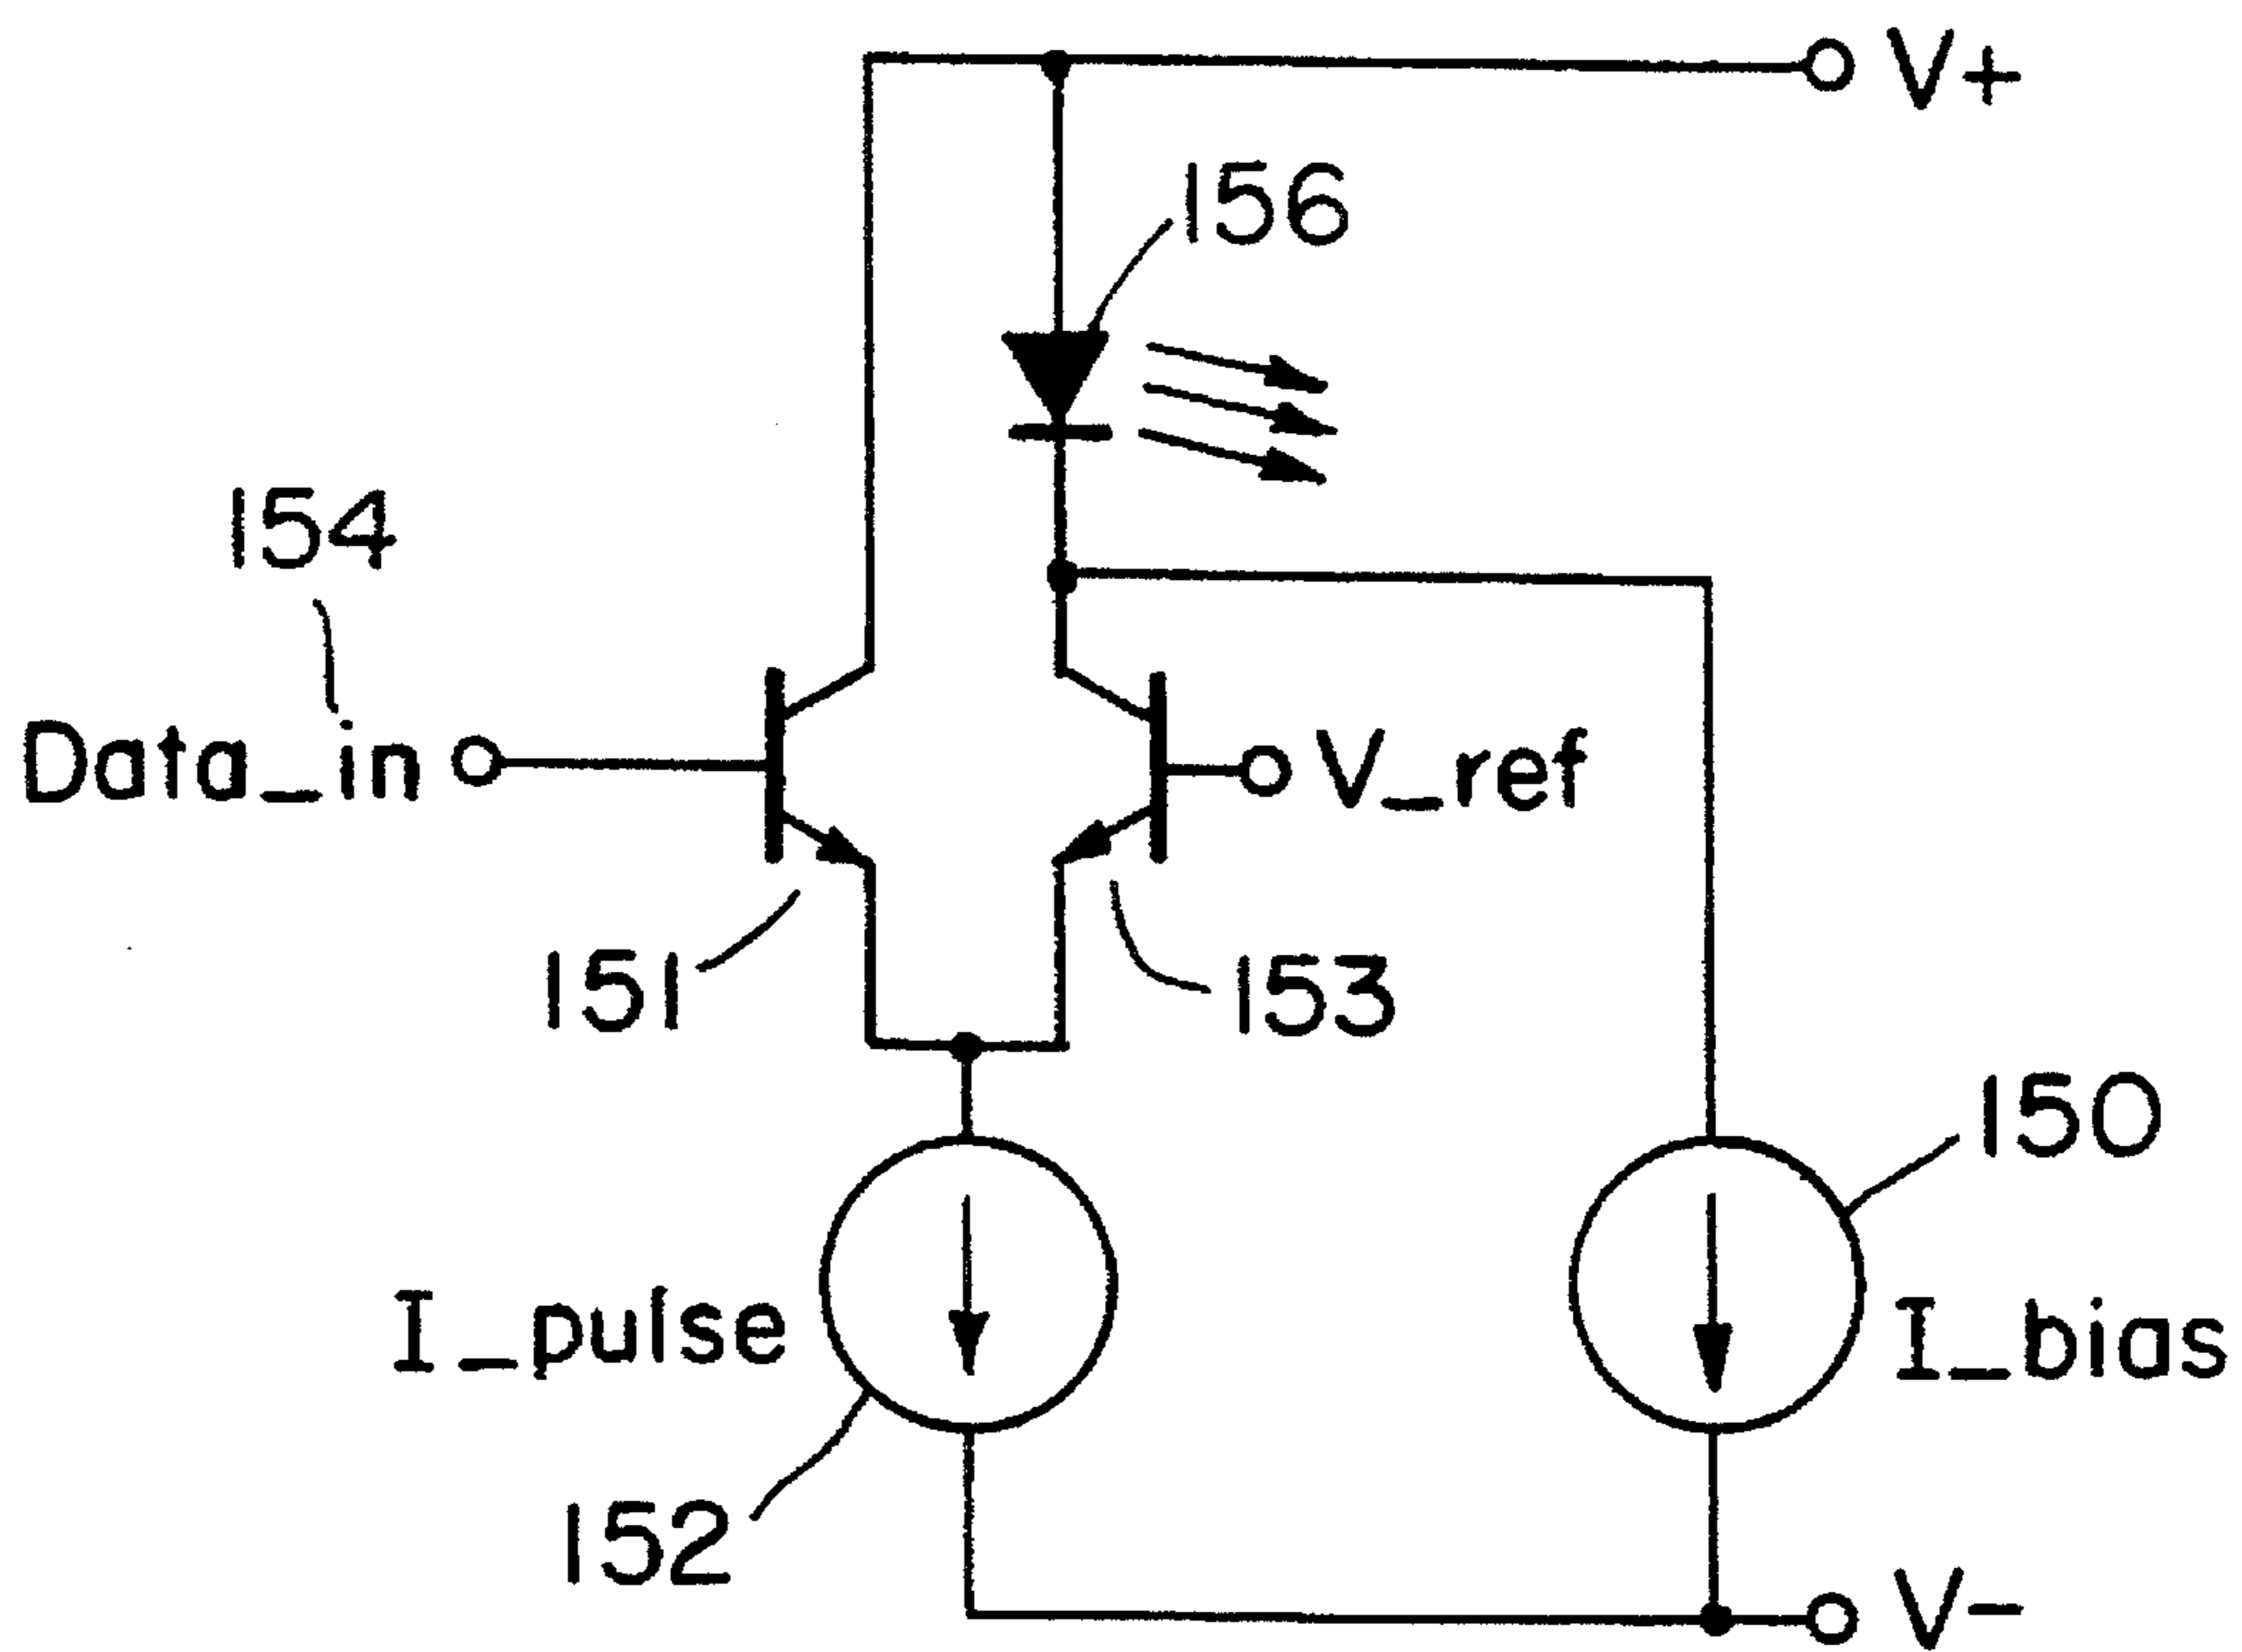 V+
156
154
Data_in
V_ref
151
153
150
I_pulse
I_bias
152
V-